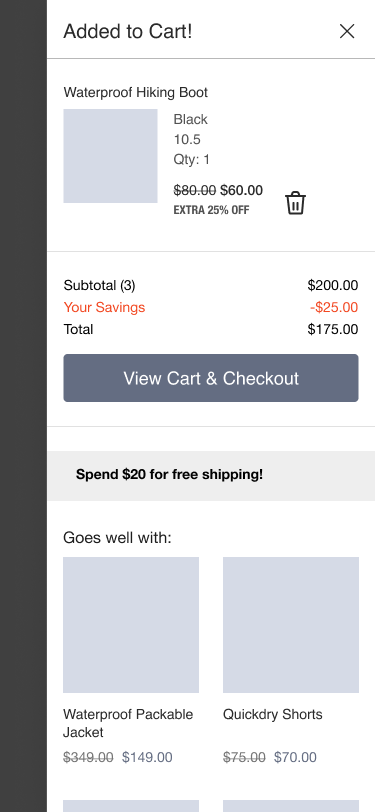 Added to Cart!
Waterproof Hiking Boot
Black
10.5
Qty: 1
$80.00 $60.00
EXTRA 25% OFF
Subtotal (3) $200.00
Your Savings -$25.00
Total $175.00
View Cart & Checkout
Spend $20 for free shipping!
Goes well with:
Waterproof Packable
Jacket
$349.00 $149.00
Quickdry Shorts
$75.00 $70.00